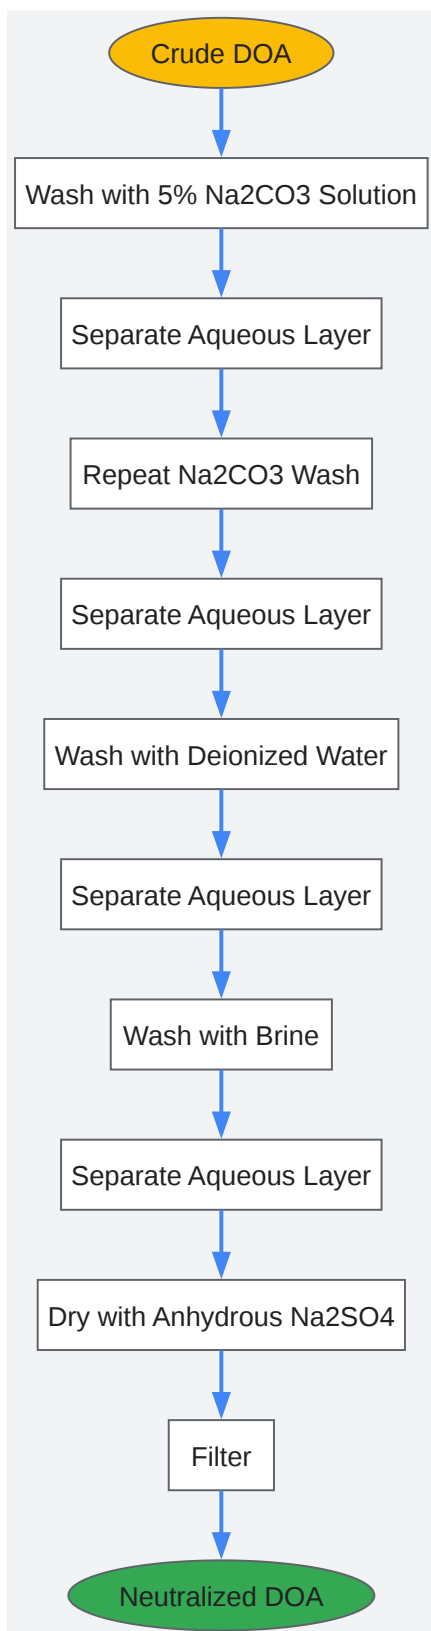 Crude DOA
Wash with 5% Na2CO3 Solution
Separate Aqueous Layer
Repeat Na2CO3 Wash
Separate Aqueous Layer
Wash with Deionized Water
Separate Aqueous Layer
Wash with Brine
Separate Aqueous Layer
Dry with Anhydrous Na2SO4
Filter
Neutralized DOA